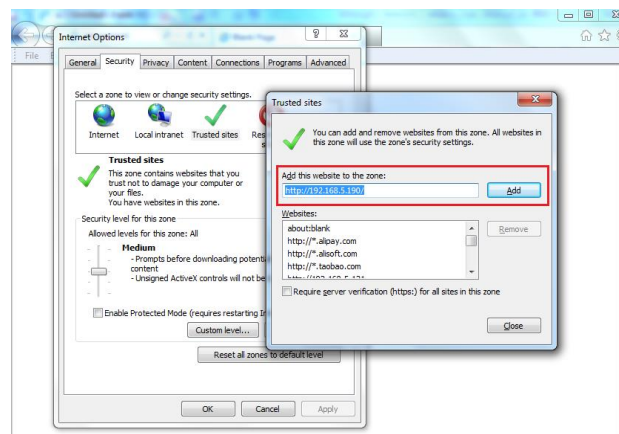 File
Internet Options
General Security Privacy Content Connections Programs Advanced
Select a zone to view or change security settings.
Internet Local intranet Trusted sites
Trusted sites
This zone contains websites that you
trust not to damage your computer or
your files.
You have websites in this zone.
Security level for this zone
Allowed levels for this zone: All
Medium
- Prompts before downloading
content
- Unsigned ActiveX controls will not be
Enable Protected Mode (requires restarting
Custom level...
Reset all zones to default level
OK Cancel Apply
Trusted sites
You can add and remove websites from this zone. All websites in
this zone will use the zone's security settings.
Add this website to the zone:
http://192.168.5.190/
Add
Websites:
about:blank
http://*.alipay.com
http://*.alisoft.com
http://*.taobao.com
Remove
Require server verification (https:) for all sites in this zone
Close